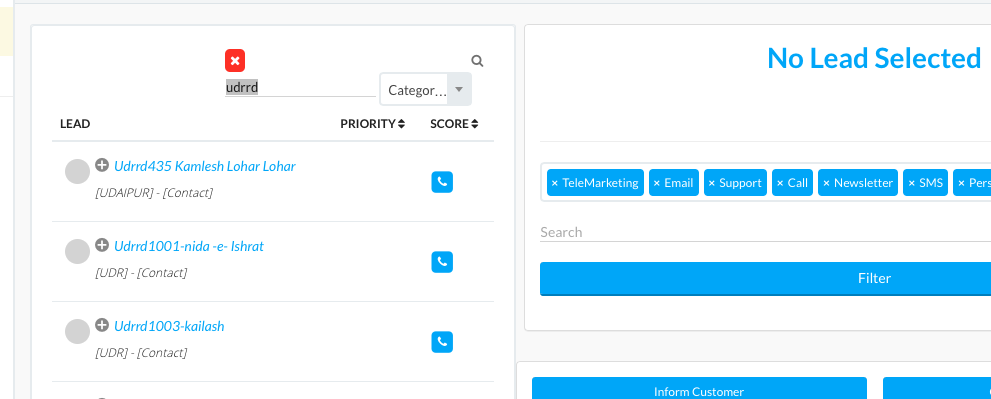 No Lead Selected
udrrd
Categor...
LEAD PRIORITY SCORE
Udrrd435 Kamlesh Lohar Lohar
[UDAIPUR] - [Contact]
Udrrd1001-nida -e- Ishrat
[UDR] - [Contact]
Udrrd1003-kailash
[UDR] - [Contact]
× TeleMarketing × Email × Support × Call × Newsletter × SMS × Pers
Search
Filter
Inform Customer